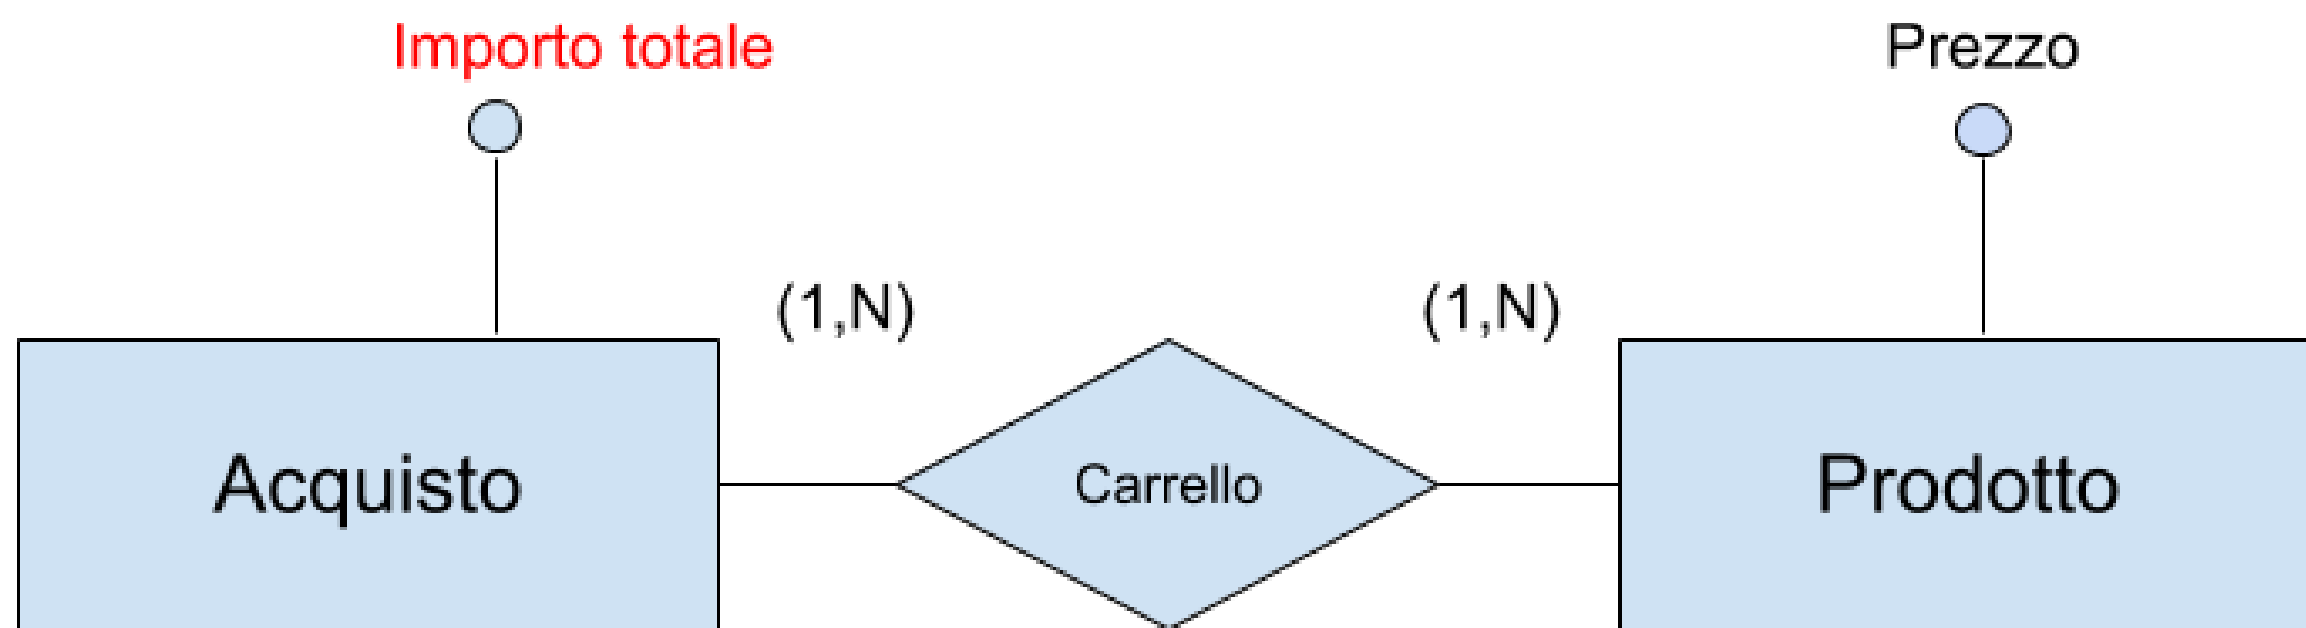 Importo totale
Prezzo
(1,N)
(1,N)
Acquisto
Carrello
Prodotto